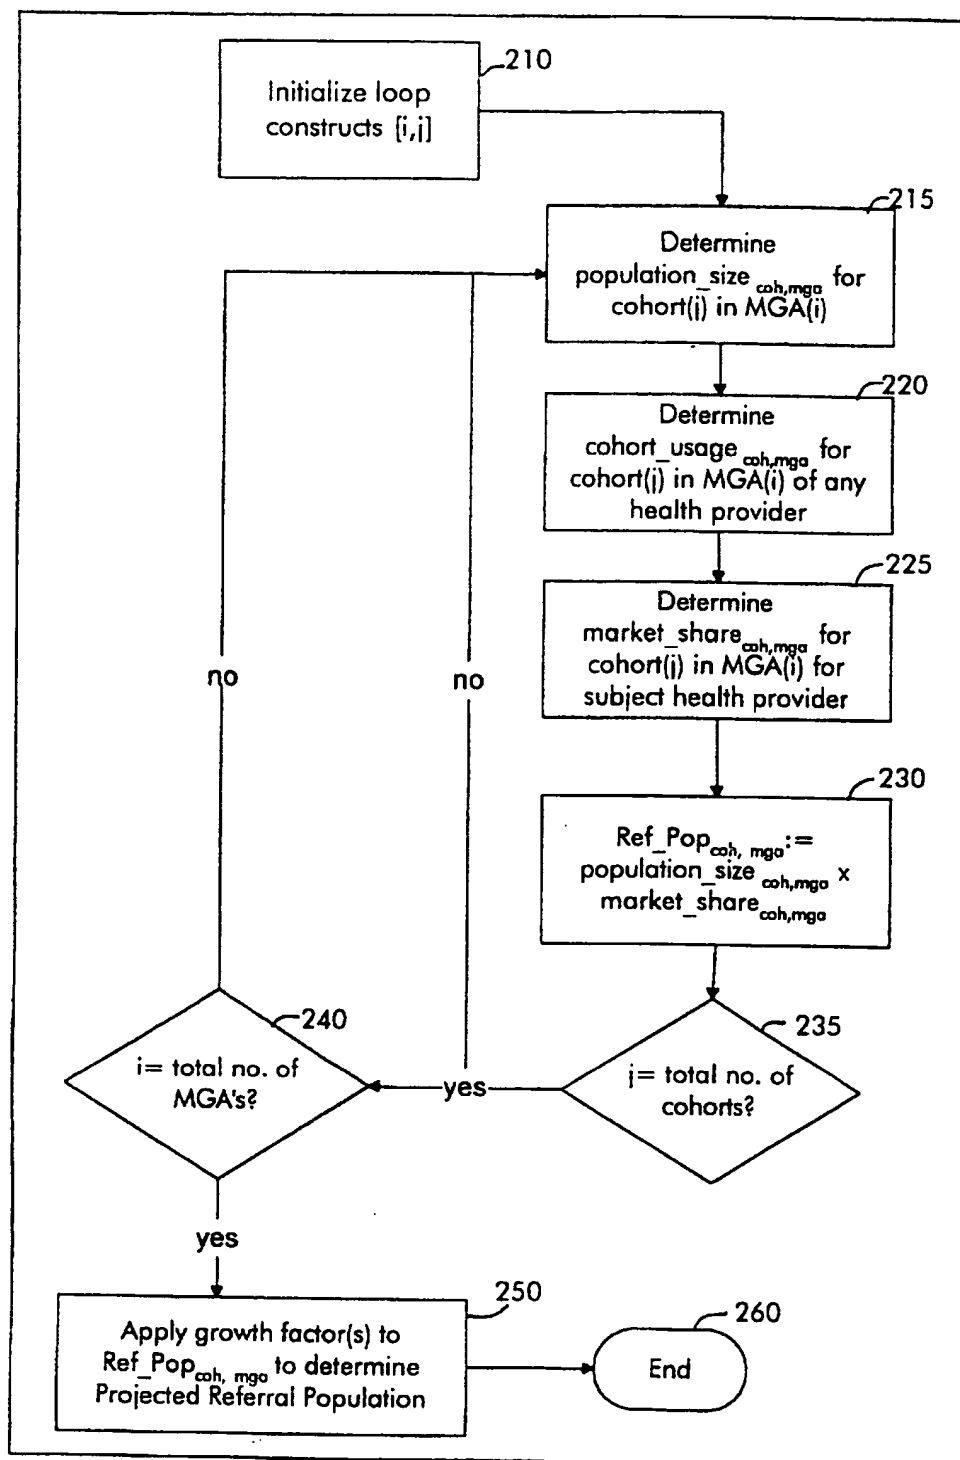 210
Initialize loop
constructs [i,j]
215
Determine
population_size coh,mga for
cohort(j) in MGA(i)
220
Determine
cohort_usage coh,mga for
cohort(j) in MGA(i) of any
health provider
225
Determine
market_share coh,mga for
cohort(j) in MGA(i) for
subject health provider
no
no
230
Ref_Pop coh, mga :=
population_size coh,mga x
market_share coh,mga
240
i= total no. of
MGA's?
yes
235
j= total no. of
cohorts?
yes
250
Apply growth factor(s) to
Ref_Pop coh, mga to determine
Projected Referral Population
260
End